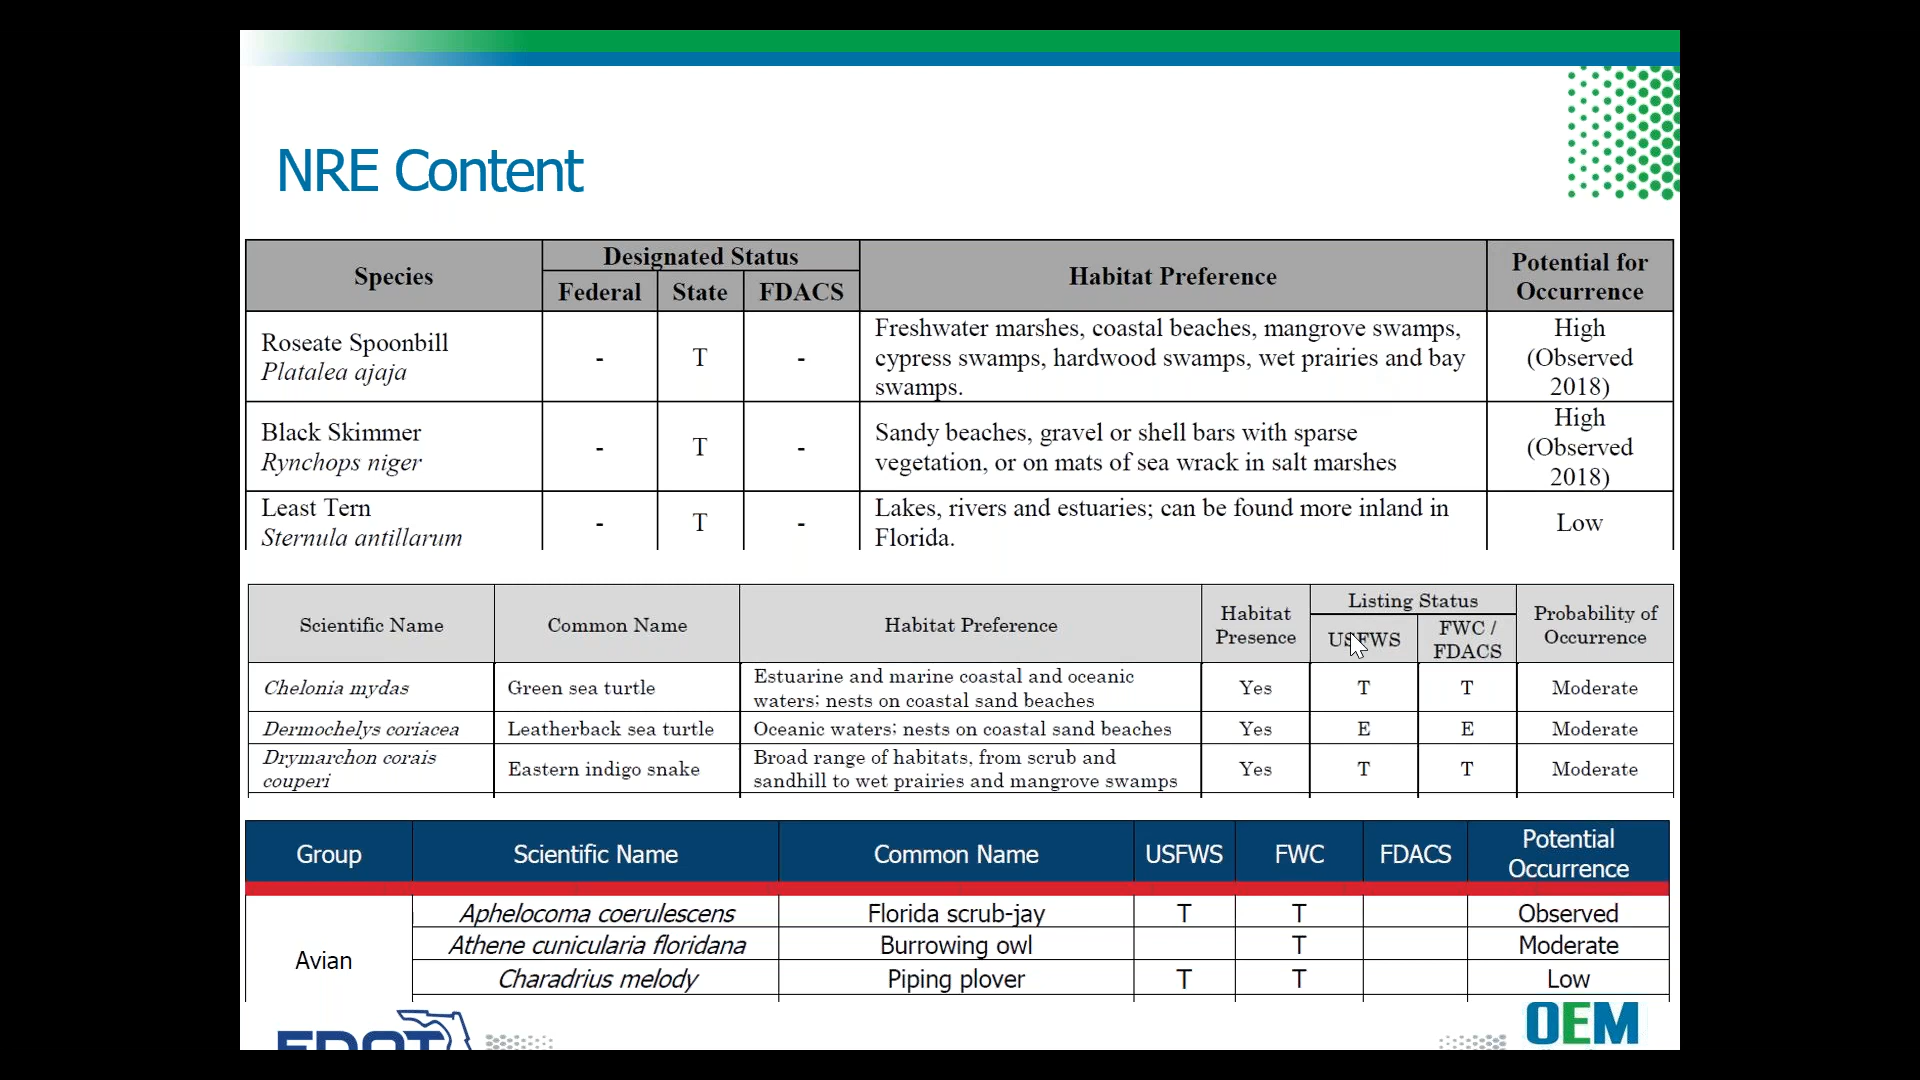 NRE Content
Species
Designated Status
Federal
State
FDACS
Habitat Preference
Potential for
Occurrence
Roseate Spoonbill
Platalea ajaja
-
T
-
Freshwater marshes, coastal beaches, mangrove swamps,
cypress swamps, hardwood swamps, wet prairies and bay
swamps.
High
(Observed
2018)
Black Skimmer
Rynchops niger
-
T
-
Sandy beaches, gravel or shell bars with sparse
vegetation, or on mats of sea wrack in salt marshes
High
(Observed
2018)
Least Tern
Sternula antillarum
-
T
-
Lakes, rivers and estuaries; can be found more inland in
Florida.
Low
Scientific Name
Common Name
Habitat Preference
Habitat
Presence
Listing Status
USFWS
FWC /
FDACS
Probability of
Occurrence
Chelonia mydas
Green sea turtle
Estuarine and marine coastal and oceanic
waters; nests on coastal sand beaches
Yes
T
T
Moderate
Dermochelys coriacea
Leatherback sea turtle
Oceanic waters; nests on coastal sand beaches
Yes
E
E
Moderate
Drymarchon corais
couperi
Eastern indigo snake
Broad range of habitats, from scrub and
sandhill to wet prairies and mangrove swamps
Yes
T
T
Moderate
Group
Scientific Name
Common Name
USFWS
FWC
FDACS
Potential
Occurrence
Avian
Aphelocoma coerulescens
Florida scrub-jay
T
T
Observed
Athene cunicularia floridana
Burrowing owl
T
Moderate
Charadrius melody
Piping plover
T
T
Low
FDOT
OEM